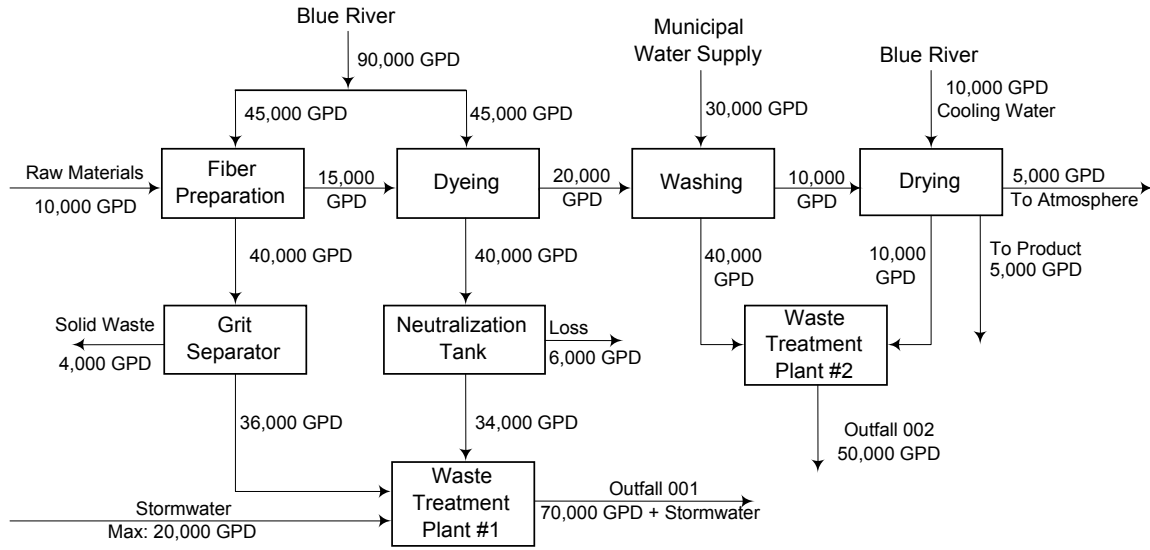 Blue River
90,000 GPD
45,000 GPD
45,000 GPD
Municipal
Water Supply
30,000 GPD
Blue River
10,000 GPD
Cooling Water
Raw Materials
10,000 GPD
Fiber
Preparation
15,000
GPD
Dyeing
20,000
GPD
Washing
10,000
GPD
Drying
5,000 GPD
To Atmosphere
40,000 GPD
40,000 GPD
40,000
GPD
10,000
GPD
To Product
5,000 GPD
Solid Waste
4,000 GPD
Grit
Separator
Neutralization
Tank
Loss
6,000 GPD
Waste
Treatment
Plant #2
36,000 GPD
34,000 GPD
Outfall 002
50,000 GPD
Stormwater
Max: 20,000 GPD
Waste
Treatment
Plant #1
Outfall 001
70,000 GPD + Stormwater